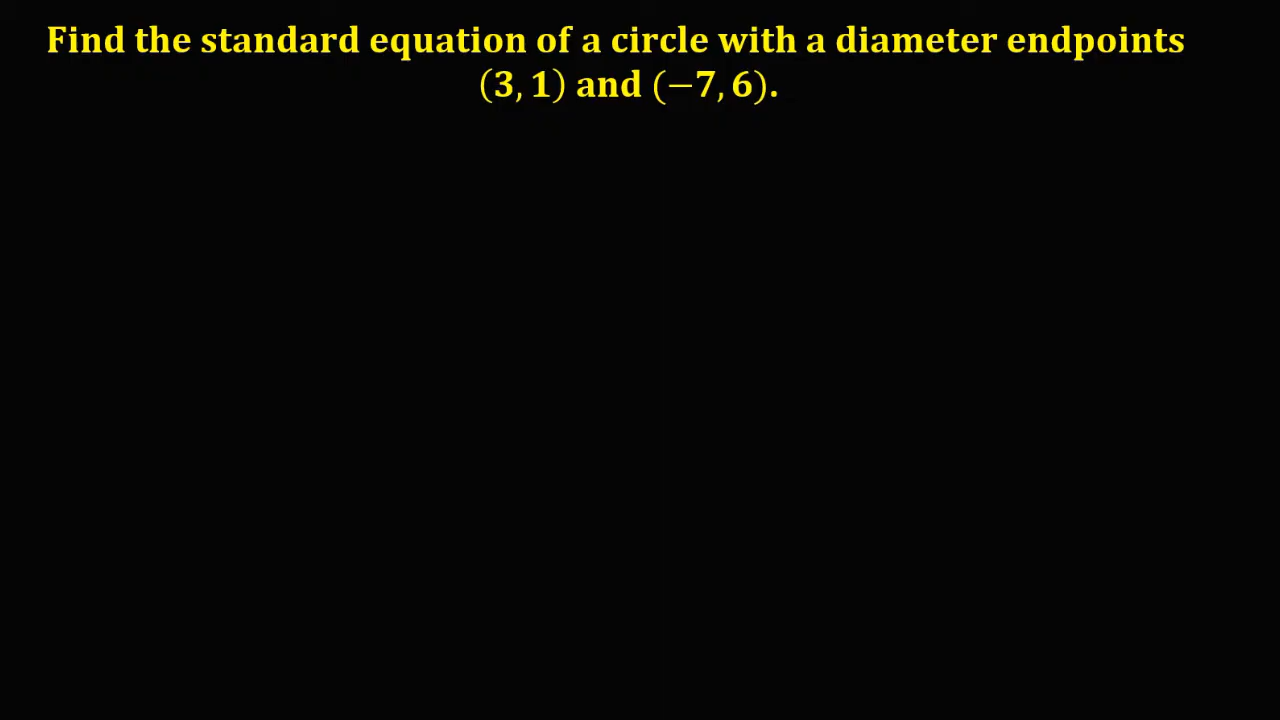 Find the standard equation of a circle with a diameter endpoints
(3, 1) and (−7, 6).